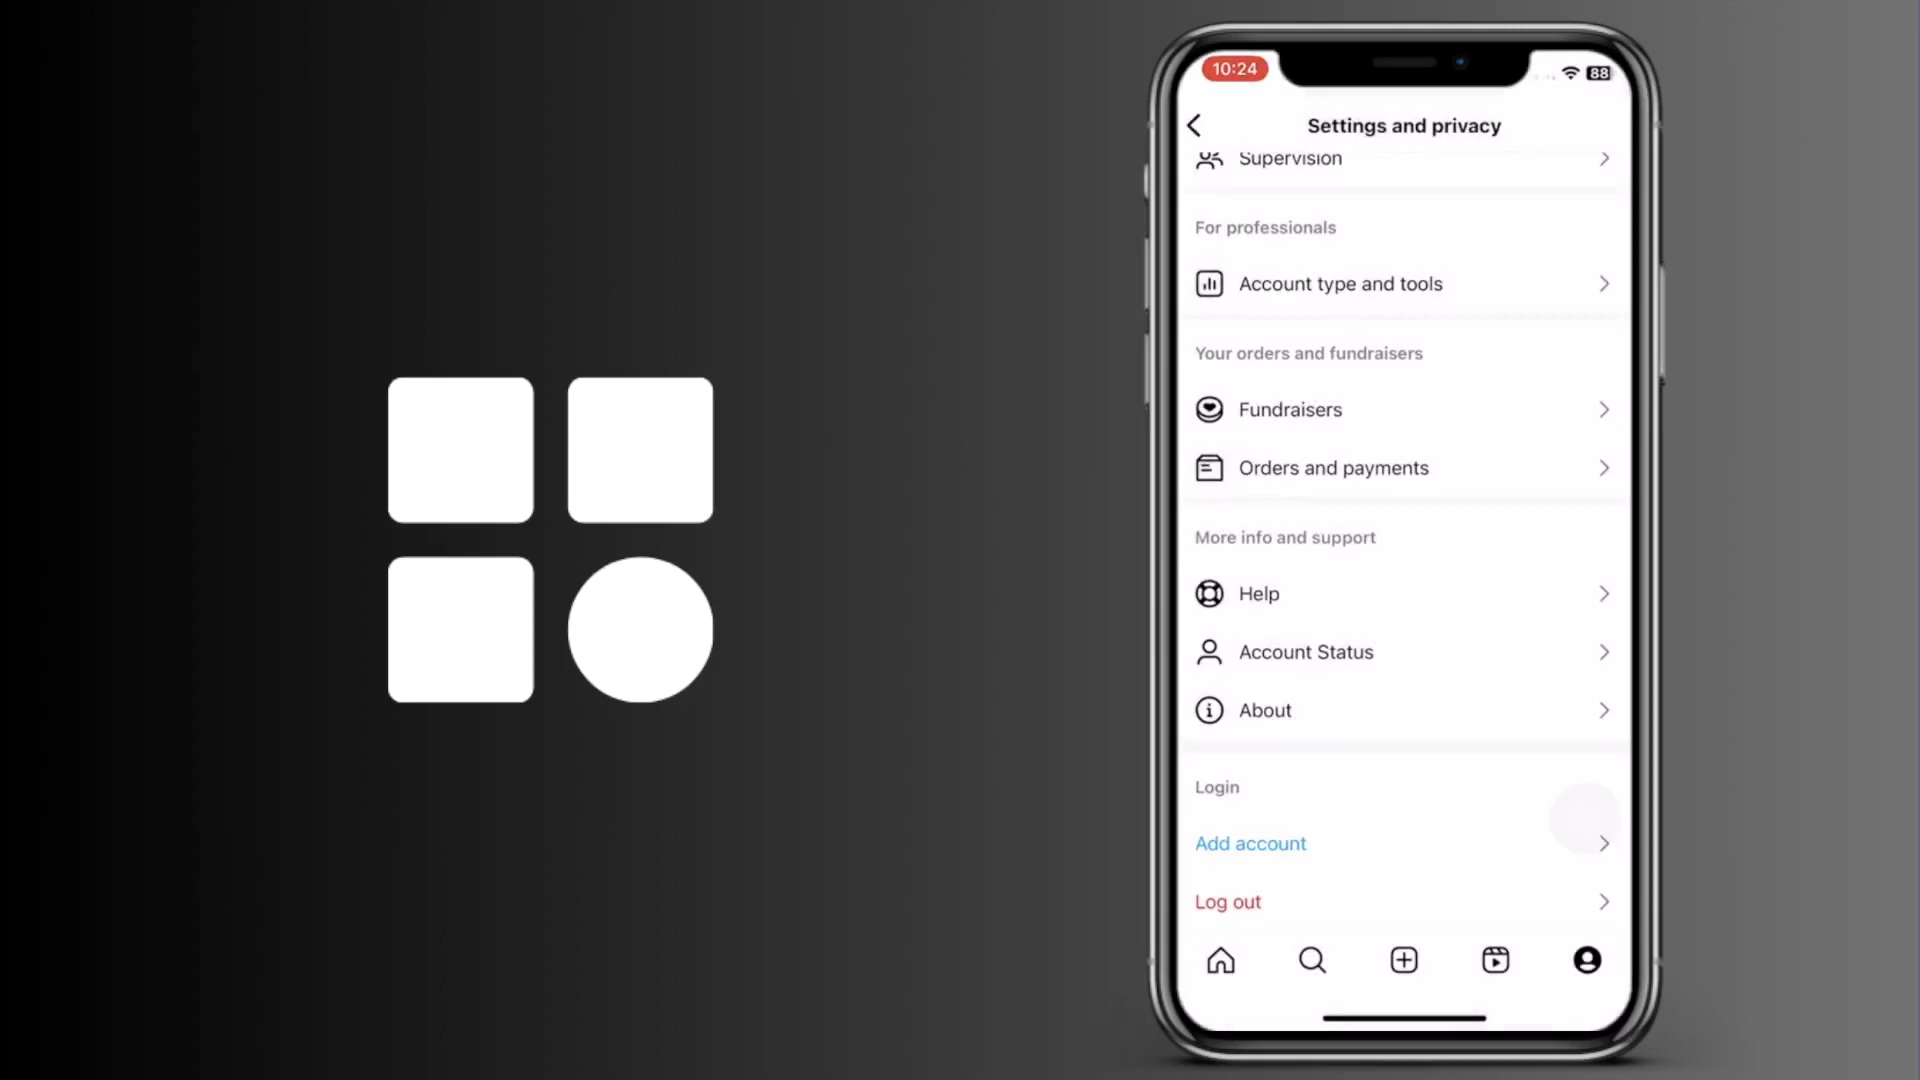 10:24
88
Settings and privacy
Supervision
For professionals
Account type and tools
Your orders and fundraisers
Fundraisers
Orders and payments
More info and support
Help
Account Status
About
Login
Add account
Log out